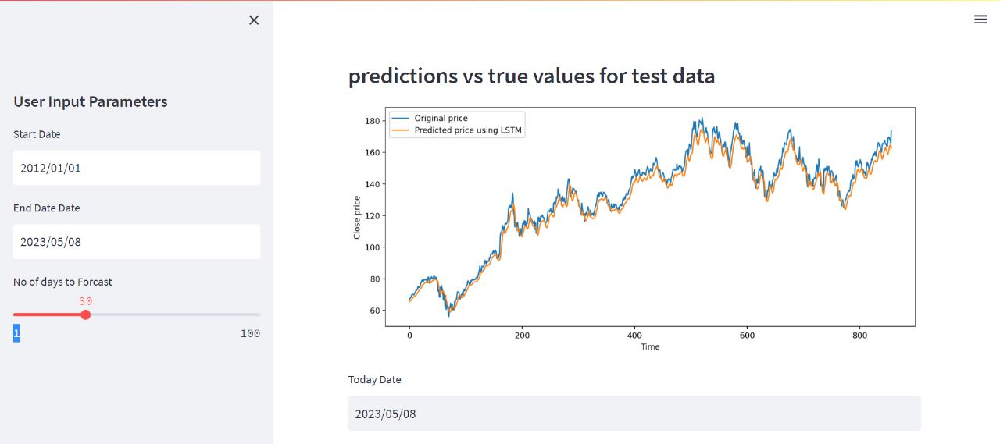 User Input Parameters
Start Date
2012/01/01
End Date Date
2023/05/08
No of days to Forcast
30
1 100
predictions vs true values for test data
Original price
Predicted price using LSTM
Close price
180
160
140
120
100
80
60
0 200 400 600 800
Time
Today Date
2023/05/08